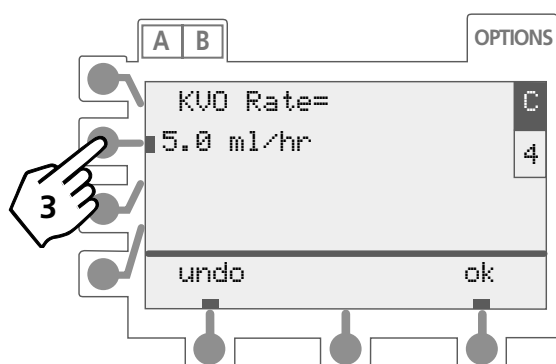 A B
OPTIONS
KVO Rate=
C
5.0 ml/hr
4
3
undo ok